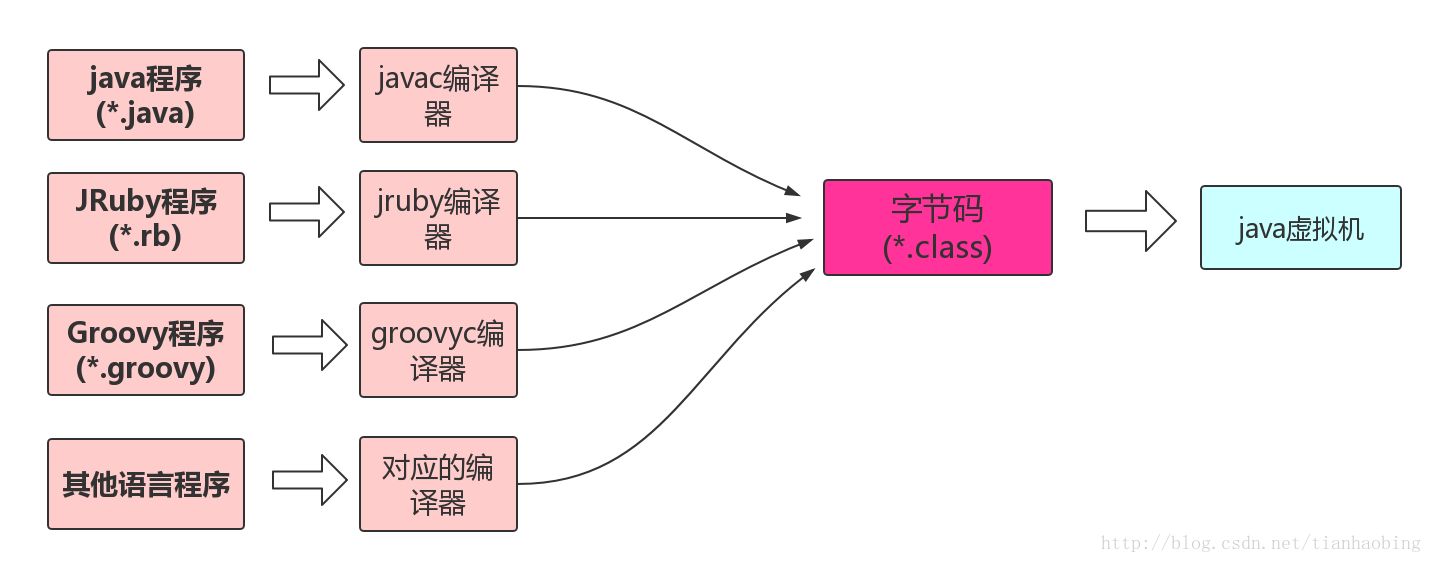 java程序
(*.java)
javac编译
器
JRuby程序
(*.rb)
jruby编译
器
Groovy程序
(*.groovy)
groovyc编
译器
其他语言程序
对应的编
译器
字节码
(*.class)
java虚拟机
http://blog.csdn.net/tianhaobing